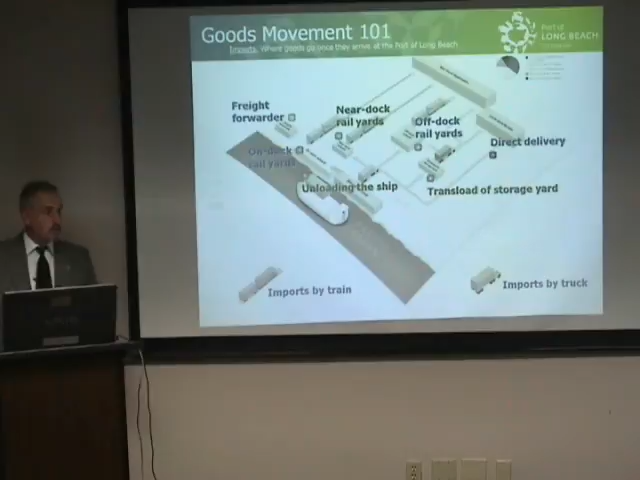 Goods Movement 101
Imports. Where goods go once they arrive at the Port of Long Beach
Port of
LONG BEACH
Freight
forwarder
Near-dock
rail yards
Off-dock
rail yards
Direct delivery
On-dock
rail yards
Unloading the ship
Transload of storage yard
Imports by train
Imports by truck